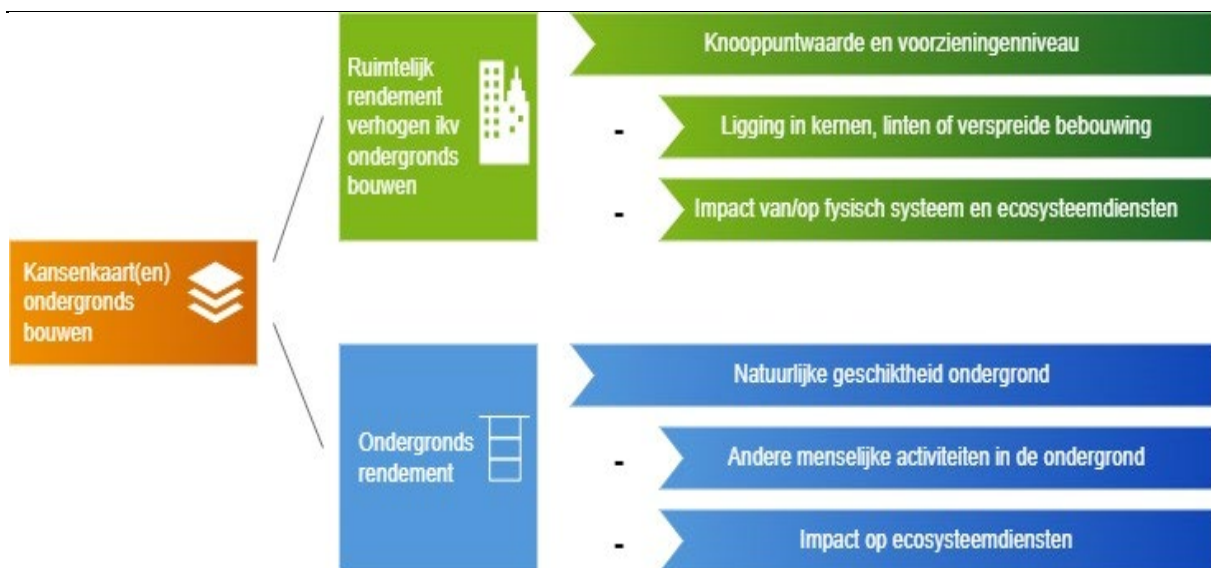 Kansenkaart(en)
ondergronds
bouwen
Ruimtelijk
rendement
verhogen ikv
ondergronds
bouwen
Knooppuntwaarde en voorzieningenniveau
- Ligging in kernen, linten of verspreide bebouwing
- Impact van/op fysisch systeem en ecosysteemdiensten
Ondergronds
rendement
Natuurlijke geschiktheid ondergrond
- Andere menselijke activiteiten in de ondergrond
- Impact op ecosysteemdiensten